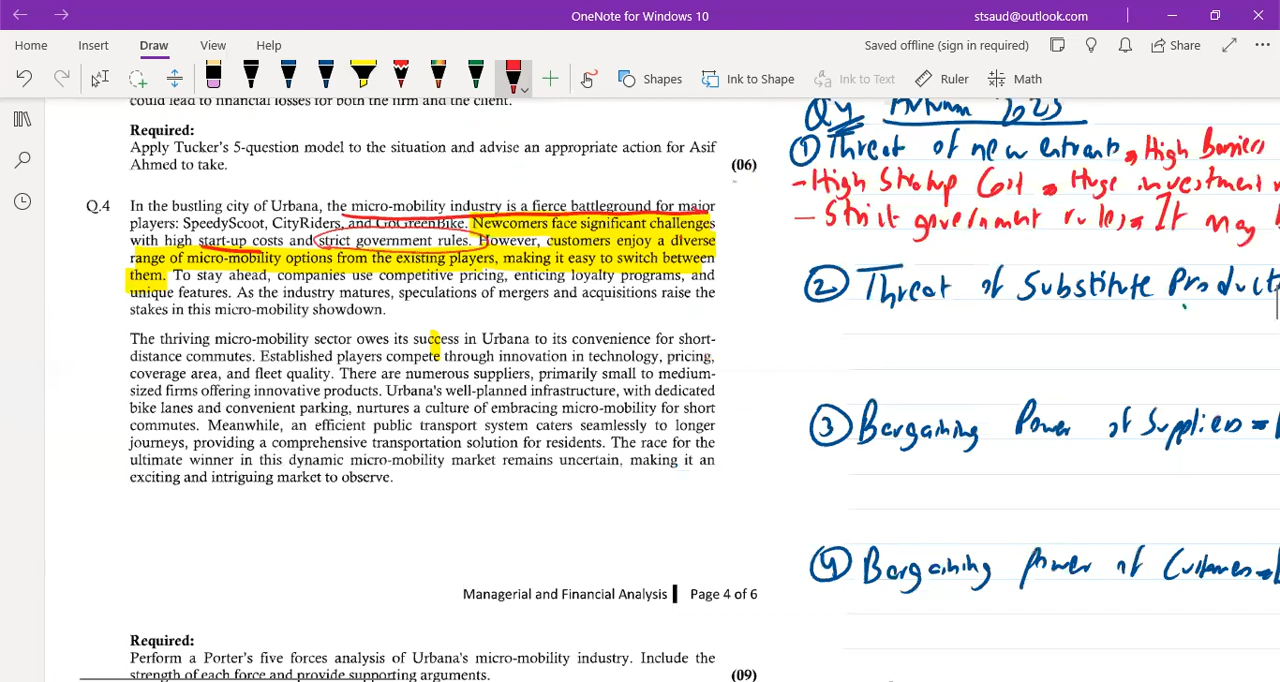 OneNote for Windows 10
stsaud@outlook.com
Home Insert Draw View Help
Saved offline (sign in required)
Share
Shapes
Ink to Shape
Ink to Text
Ruler
Math
could lead to financial losses for both the firm and the client.
Required:
Apply Tucker's 5-question model to the situation and advise an appropriate action for Asif
Ahmed to take.
(06)
Q.4
In the bustling city of Urbana, the micro-mobility industry is a fierce battleground for major
players: SpeedyScoot, CityRiders, and GoGreenBike. Newcomers face significant challenges
with high start-up costs and strict government rules. However, customers enjoy a diverse
range of micro-mobility options from the existing players, making it easy to switch between
them. To stay ahead, companies use competitive pricing, enticing loyalty programs, and
unique features. As the industry matures, speculations of mergers and acquisitions raise the
stakes in this micro-mobility showdown.
The thriving micro-mobility sector owes its success in Urbana to its convenience for short-
distance commutes. Established players compete through innovation in technology, pricing,
coverage area, and fleet quality. There are numerous suppliers, primarily small to medium-
sized firms offering innovative products. Urbana's well-planned infrastructure, with dedicated
bike lanes and convenient parking, nurtures a culture of embracing micro-mobility for short
commutes. Meanwhile, an efficient public transport system caters seamlessly to longer
journeys, providing a comprehensive transportation solution for residents. The race for the
ultimate winner in this dynamic micro-mobility market remains uncertain, making it an
exciting and intriguing market to observe.
Managerial and Financial Analysis | Page 4 of 6
Required:
Perform a Porter's five forces analysis of Urbana's micro-mobility industry. Include the
strength of each force and provide supporting arguments.
(09)
Q4 Autumn 2023
① Threat of new entrants, High Barriers
- High Startup Cost, Huge investment
- Strict government rules = It may
② Threat of Substitute Product
③ Bargaining Power of Suppliers =
④ Bargaining Power of Customers =